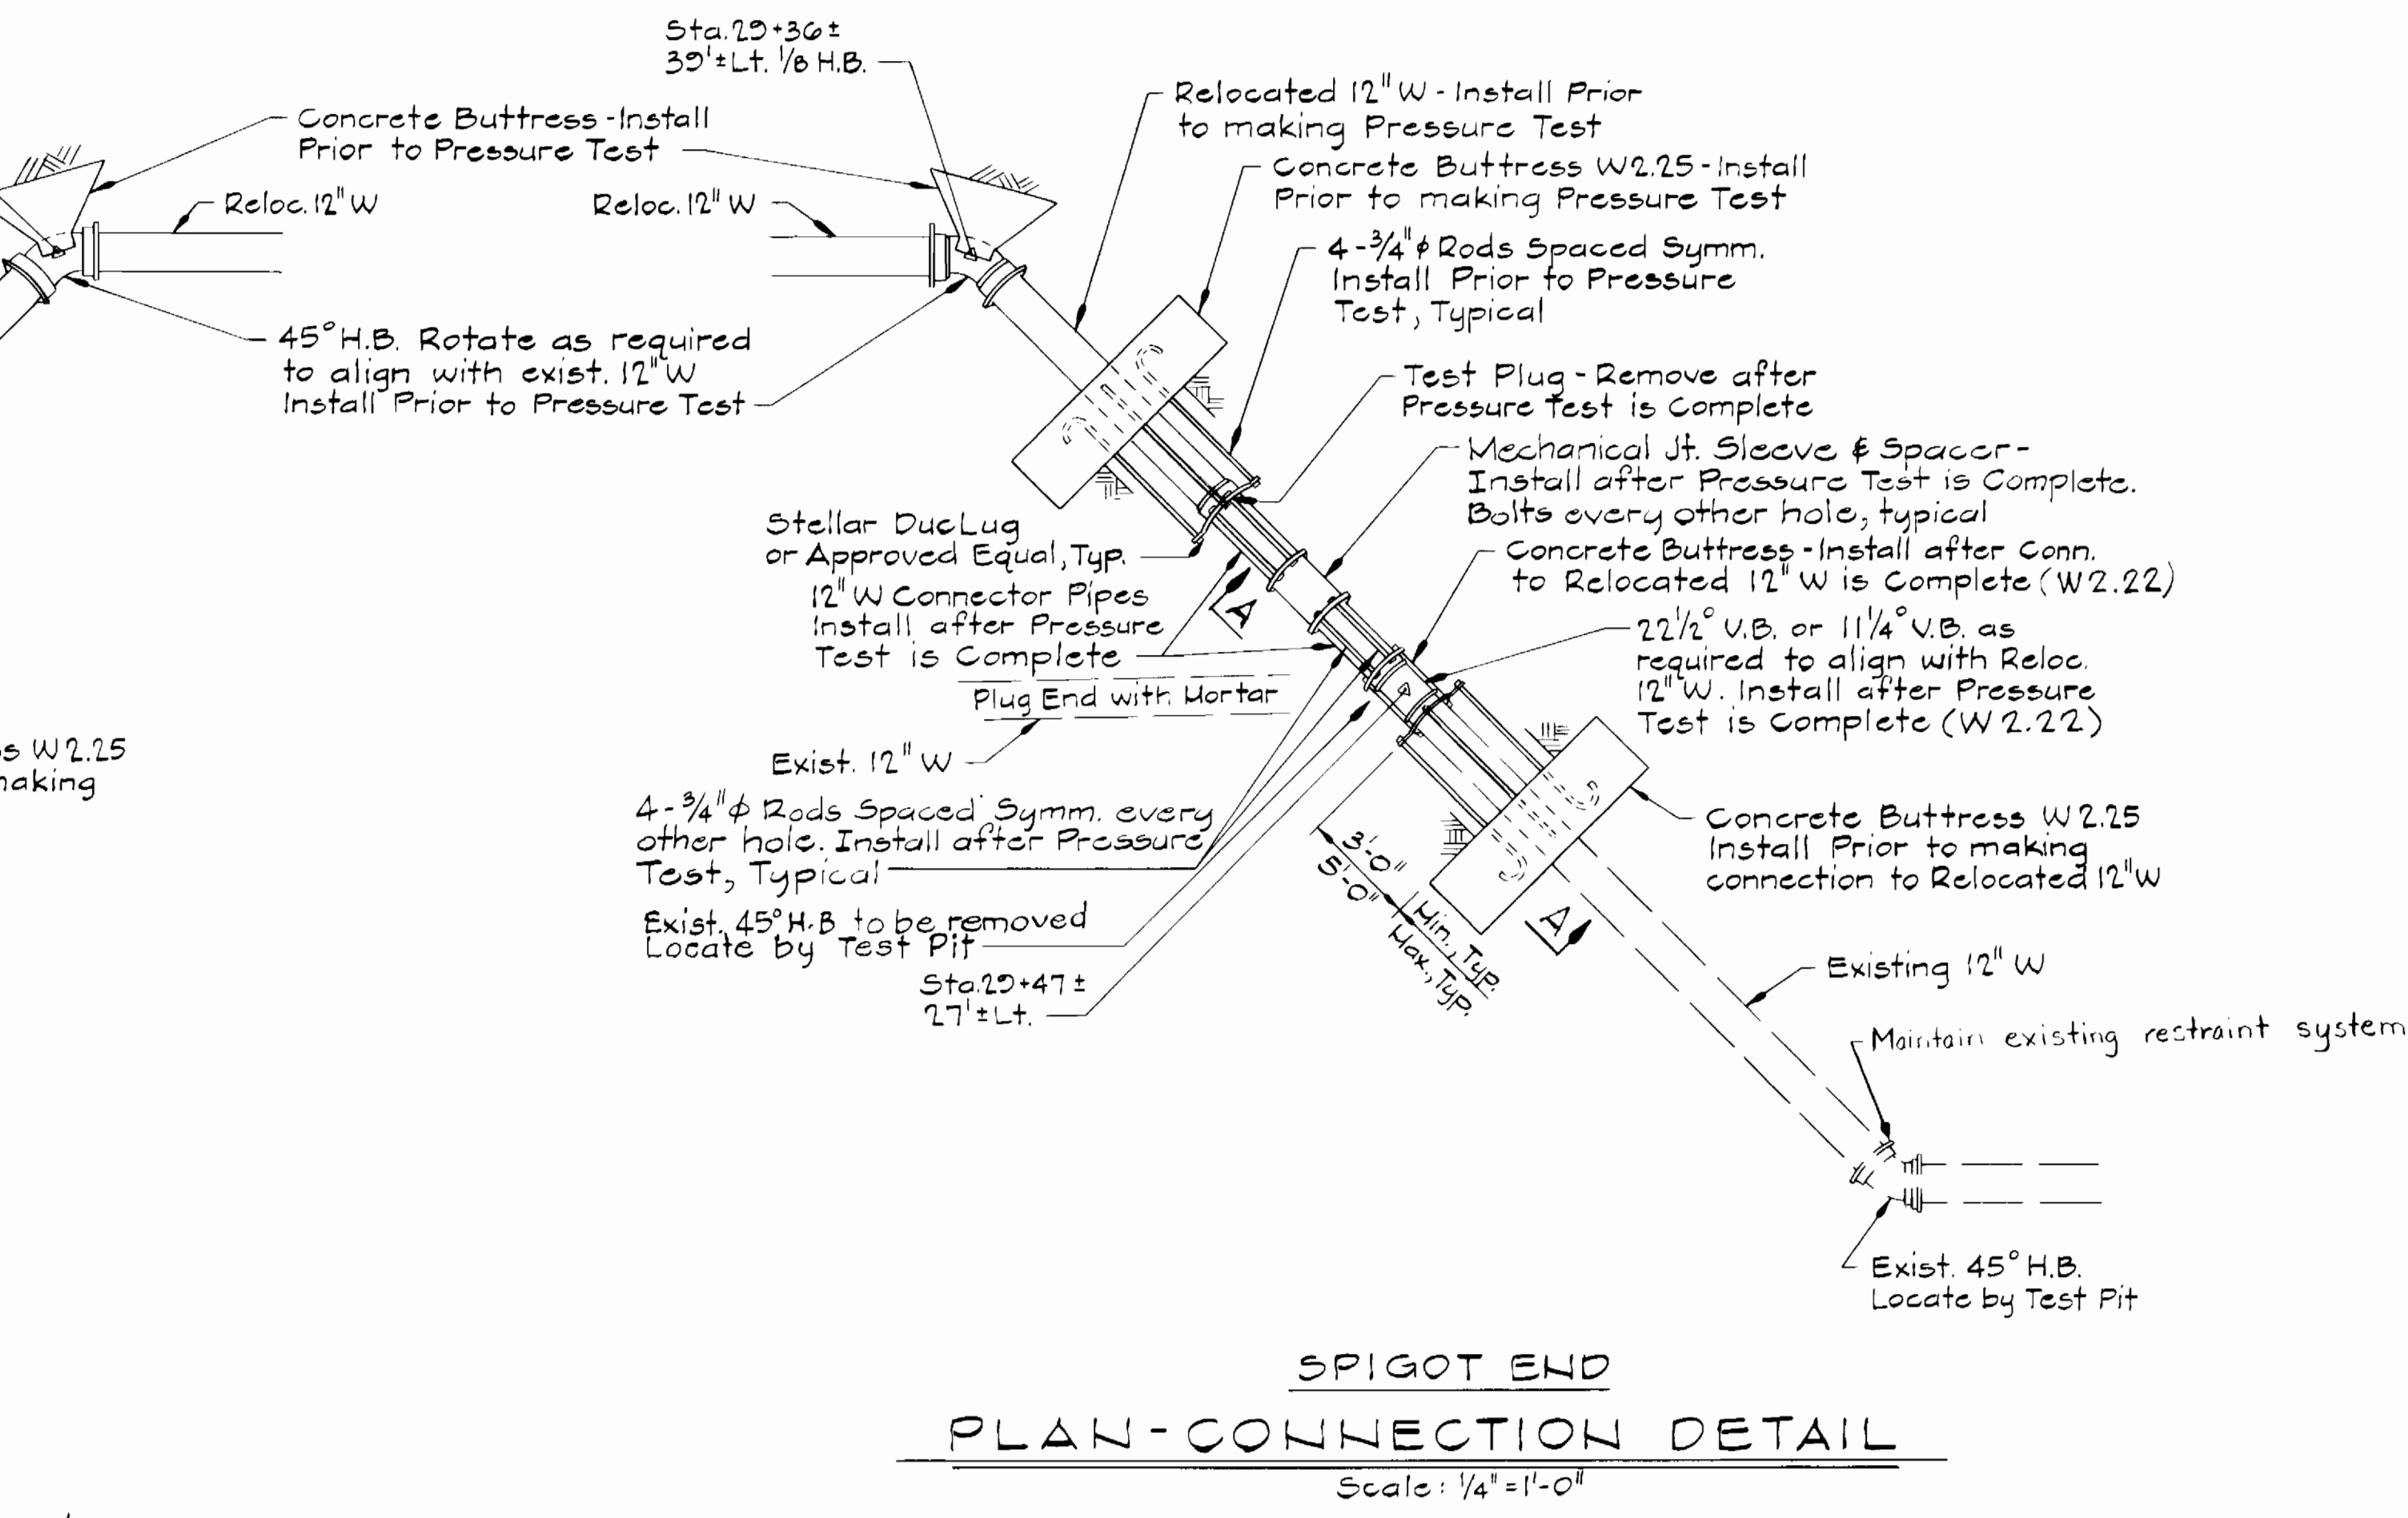 Sta.29+36±
39'±Lt. 1/8 H.B.
Concrete Buttress-Install
Prior to Pressure Test
Reloc. 12" W
Reloc. 12" W
45° H.B. Rotate as required
to align with exist. 12" W
Install Prior to Pressure Test
Relocated 12" W - Install Prior
to making Pressure Test
Concrete Buttress W2.25-Install
Prior to making Pressure Test
4-3/4"ϕ Rods Spaced Symm.
Install Prior to Pressure
Test, Typical
Test Plug - Remove after
Pressure Test is Complete
Mechanical Jt. Sleeve & Spacer-
Install after Pressure Test is Complete.
Bolts every other hole, typical
Concrete Buttress-Install after Conn.
to Relocated 12" W is Complete (W2.22)
22 1/2° V.B. or 11 1/4° V.B. as
required to align with Reloc.
12" W. Install after Pressure
Test is Complete (W2.22)
Stellar DucLug
or Approved Equal, Typ.
12" W Connector Pipes
Install after Pressure
Test is Complete
A
Plug End with Mortar
Exist. 12" W
s W2.25
making
4-3/4"ϕ Rods Spaced Symm. every
other hole. Install after Pressure
Test, Typical
Exist. 45° H.B to be removed
Locate by Test Pit
Sta.29+47±
27'±Lt.
3'-0" Min., Typ.
5'-0" Max., Typ.
A
Concrete Buttress W2.25
Install Prior to making
connection to Relocated 12" W
Existing 12" W
Maintain existing restraint system
Exist. 45° H.B.
Locate by Test Pit
SPIGOT END
PLAN-CONNECTION DETAIL
Scale: 1/4"=1'-0"